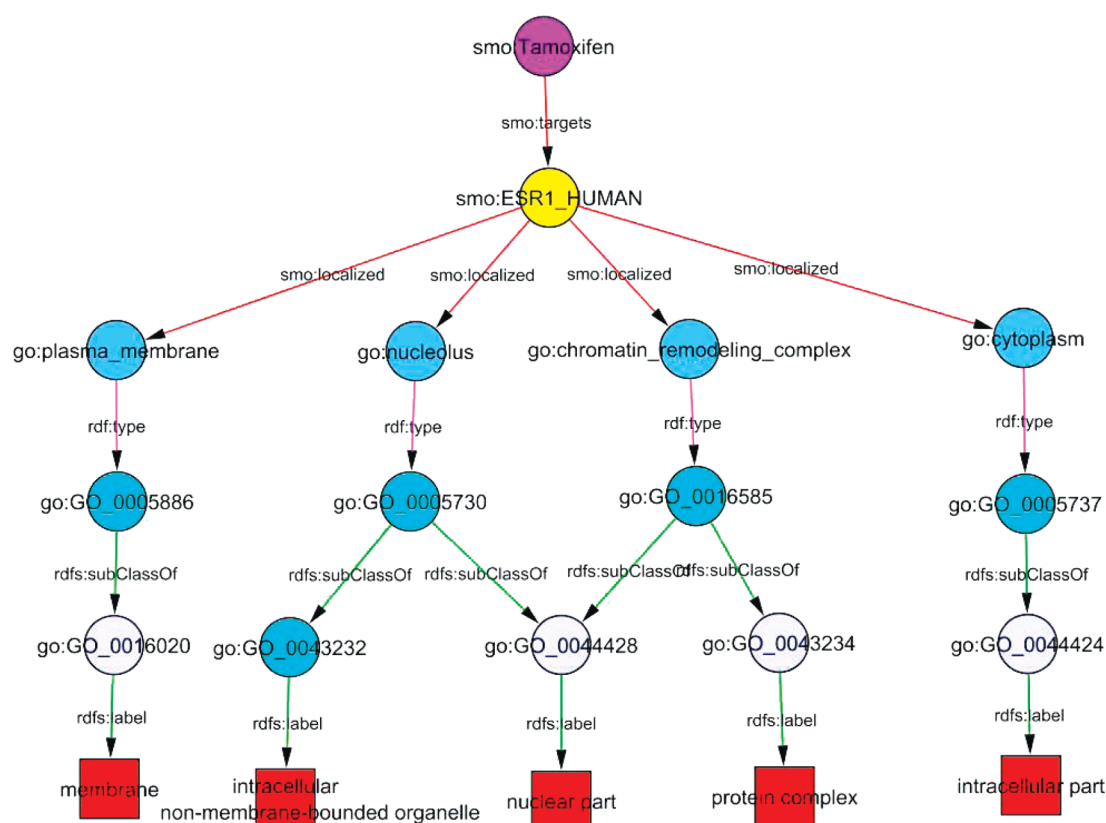 smo:Tamoxifen
smo:targets
smo:ESR1_HUMAN
smo:localized
smo:localized
smo:localized
smo:localized
go:plasma_membrane
go:nucleolus
go:chromatin_remodeling_complex
go:cytoplasm
rdf:type
rdf:type
rdf:type
rdf:type
go:GO_0005886
go:GO_0005730
go:GO_0016585
go:GO_0005737
rdfs:subClassOf
rdfs:subClassOf
rdfs:subClassOf
rdfs:subClassOf
rdfs:subClassOf
rdfs:subClassOf
go:GO_0016020
go:GO_0043232
go:GO_0044428
go:GO_0043234
go:GO_0044424
rdfs:label
rdfs:label
rdfs:label
rdfs:label
rdfs:label
membrane
intracellular
non-membrane-bounded organelle
nuclear part
protein complex
intracellular part